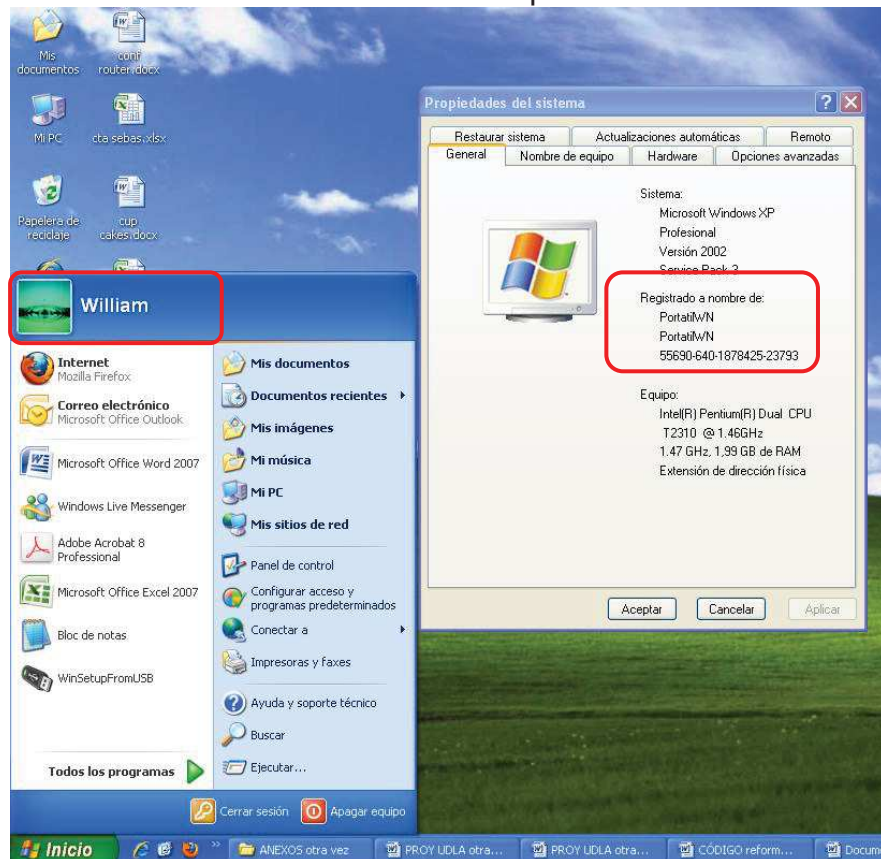 Mis
documentos
conf
router.docx
Mi PC
cta sebas.xlsx
Papelera de
reciclaje
cup
cakes.docx
Propiedades del sistema
Restaurar sistema
Actualizaciones automáticas
Remoto
General
Nombre de equipo
Hardware
Opciones avanzadas
Sistema:
Microsoft Windows XP
Profesional
Versión 2002
Service Pack 3
Registrado a nombre de:
PortatilWN
PortatilWN
55690-640-1878425-23793
Equipo:
Intel(R) Pentium(R) Dual CPU
T2310 @ 1.46GHz
1.47 GHz, 1,99 GB de RAM
Extensión de dirección física
Aceptar
Cancelar
Aplicar
William
Internet
Mozilla Firefox
Correo electrónico
Microsoft Office Outlook
Microsoft Office Word 2007
Windows Live Messenger
Adobe Acrobat 8
Professional
Microsoft Office Excel 2007
Bloc de notas
WinSetupFromUSB
Todos los programas
Mis documentos
Documentos recientes
Mis imágenes
Mi música
Mi PC
Mis sitios de red
Panel de control
Configurar acceso y
programas predeterminados
Conectar a
Impresoras y faxes
Ayuda y soporte técnico
Buscar
Ejecutar...
Cerrar sesión
Apagar equipo
Inicio
ANEXOS otra vez
PROY UDLA otra...
PROY UDLA otra...
CÓDIGO reform...
Docum